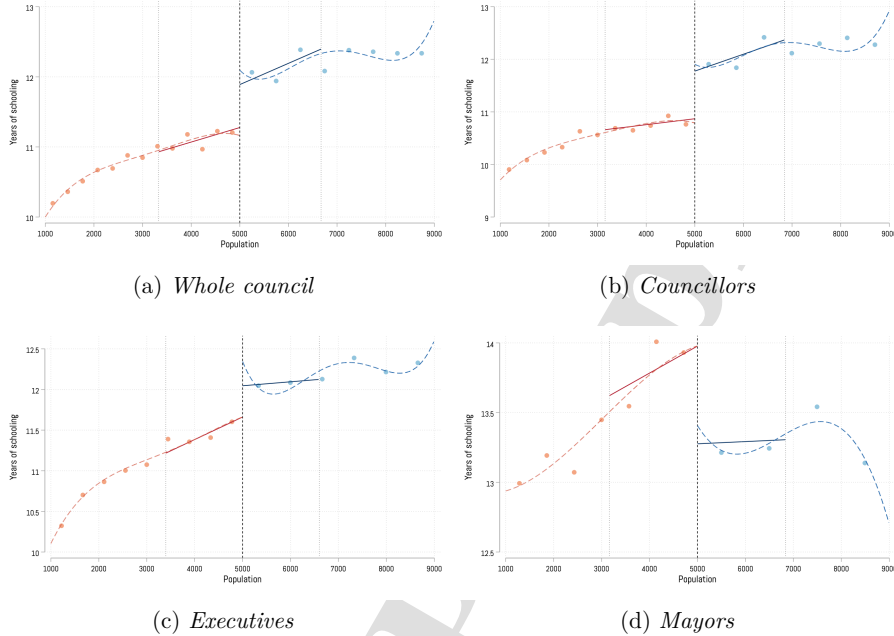 13
12
11
10
Years of schooling
1000 2000 3000 4000 5000 6000 7000 8000 9000
Population
(a) Whole council
13
12
11
10
9
Years of schooling
1000 3000 5000 7000 9000
Population
(b) Councillors
12.5
12
11.5
11
10.5
10
Years of schooling
1000 2000 3000 4000 5000 6000 7000 8000 9000
Population
(c) Executives
14
13.5
13
12.5
Years of schooling
1000 2000 3000 4000 5000 6000 7000 8000 9000
Population
(d) Mayors